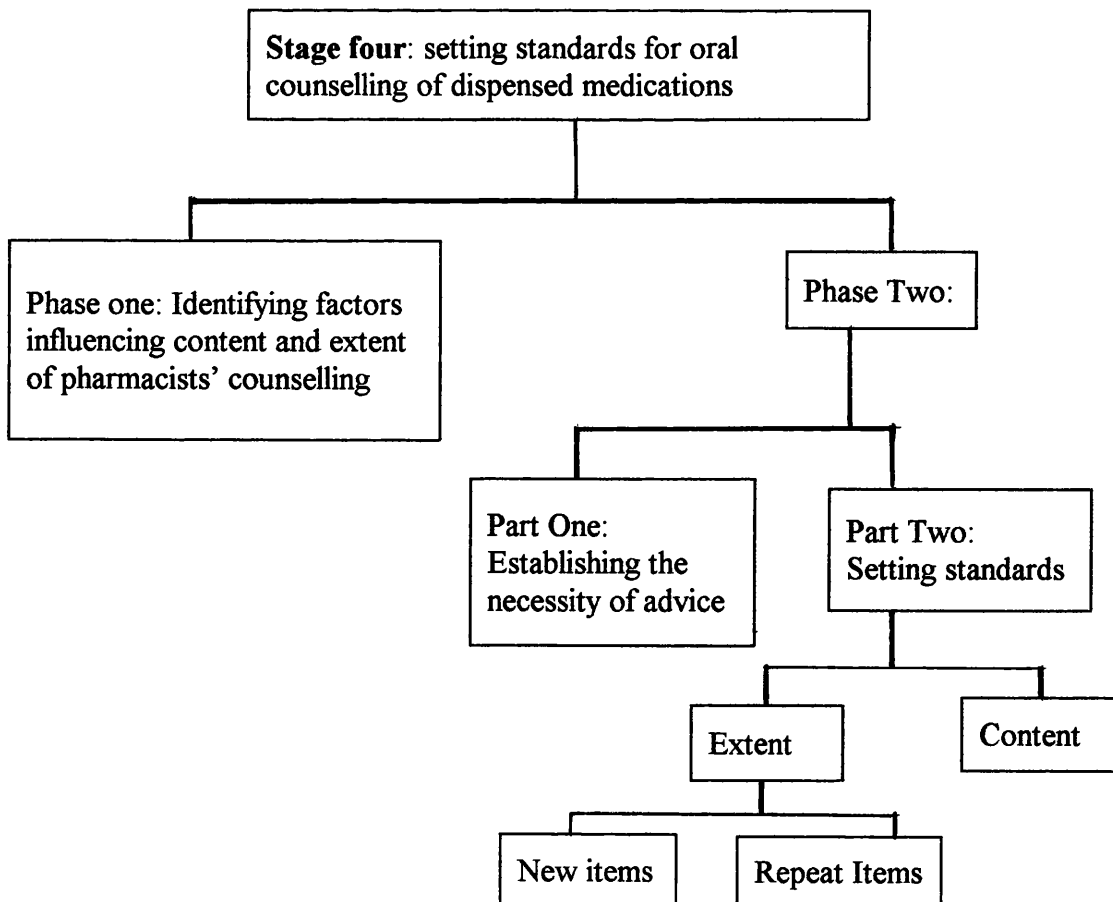 Stage four: setting standards for oral
counselling of dispensed medications
Phase one: Identifying factors
influencing content and extent
of pharmacists' counselling
Phase Two:
Part One:
Establishing the
necessity of advice
Part Two:
Setting standards
Extent
Content
New items
Repeat Items